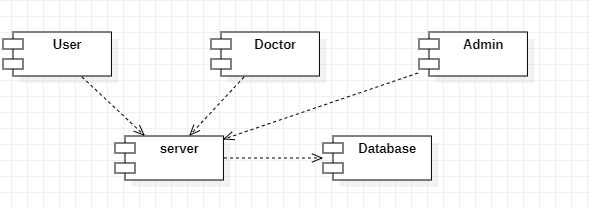 User
Doctor
Admin
server
Database